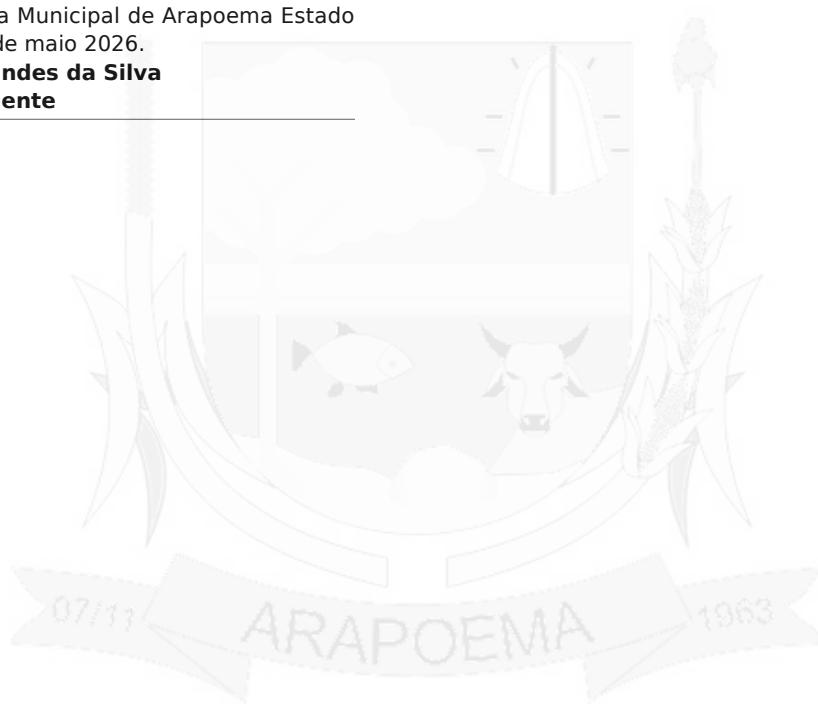 a Municipal de Arapoema Estado
de maio 2026.
ndes da Silva
ente
07/11 ARAPOEMA 1963